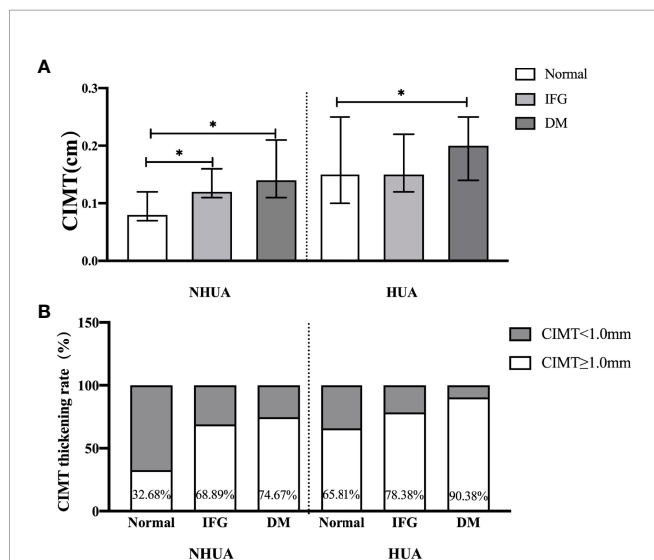 A
CIMT(cm)
0.3
0.2
0.1
0.0
*
*
*
Normal
IFG
DM
NHUA
HUA
B
CIMT thickening rate (%)
150
100
50
0
CIMT<1.0mm
CIMT≥1.0mm
32.68%
68.89%
74.67%
65.81%
78.38%
90.38%
Normal
IFG
DM
Normal
IFG
DM
NHUA
HUA